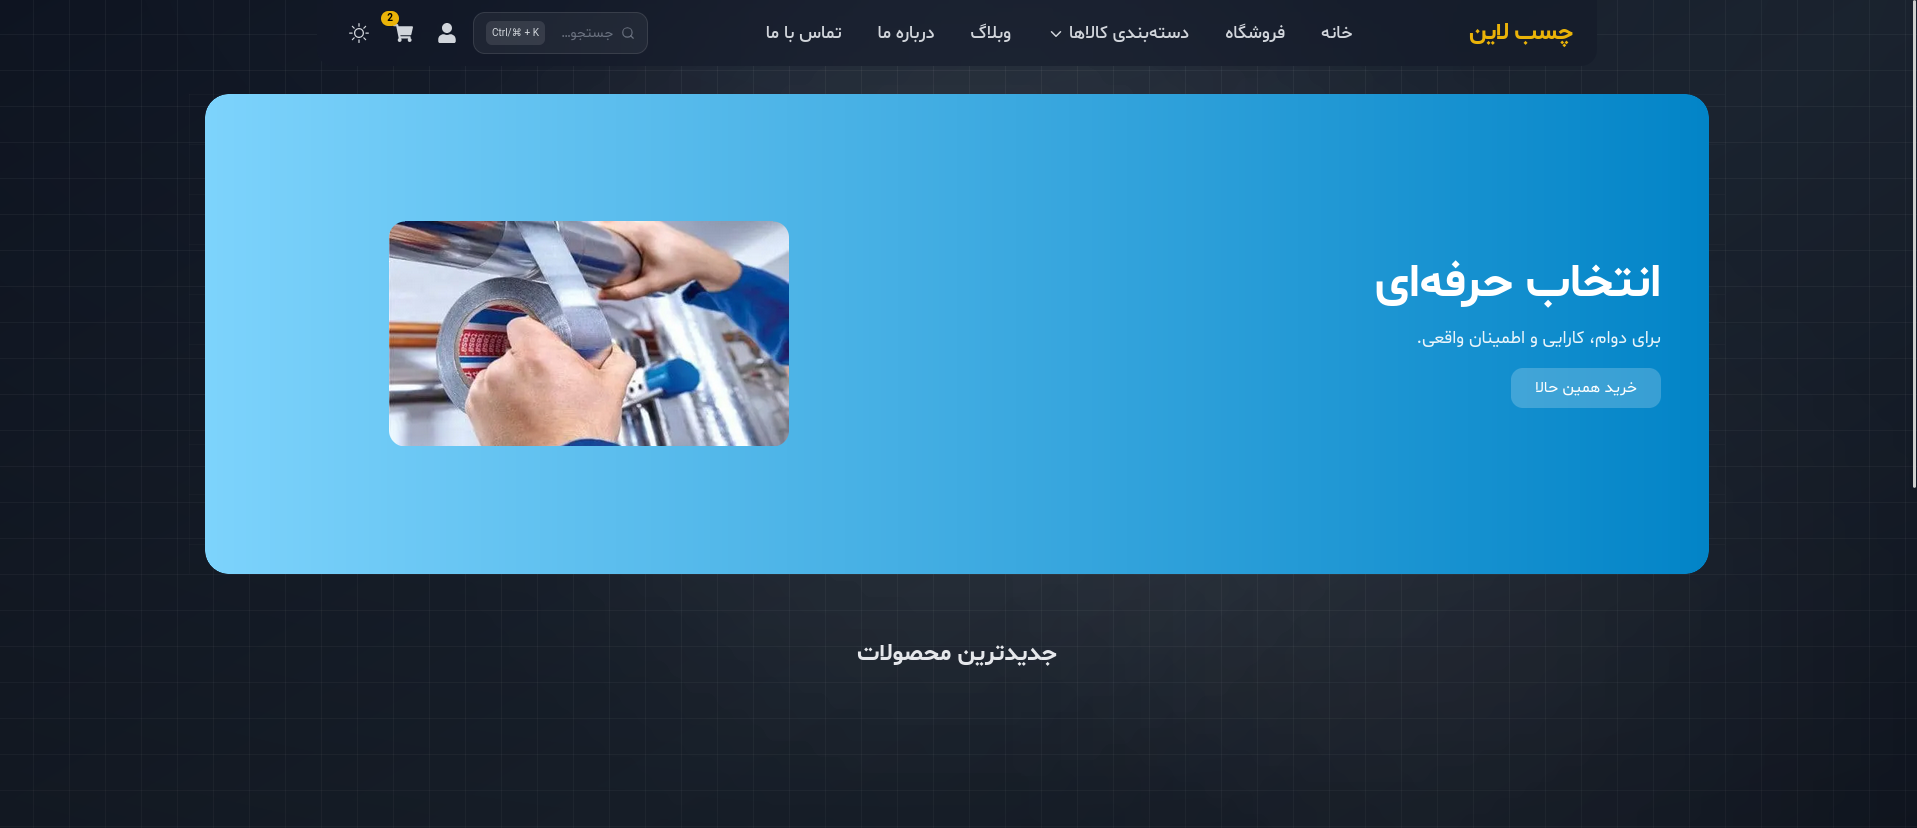 چسب لاین
خانه
فروشگاه
دسته‌بندی کالاها
وبلاگ
درباره ما
تماس با ما
جستجو...
Ctrl/⌘ + K
2
انتخاب حرفه‌ای
برای دوام، کارایی و اطمینان واقعی.
خرید همین حالا
جدیدترین محصولات